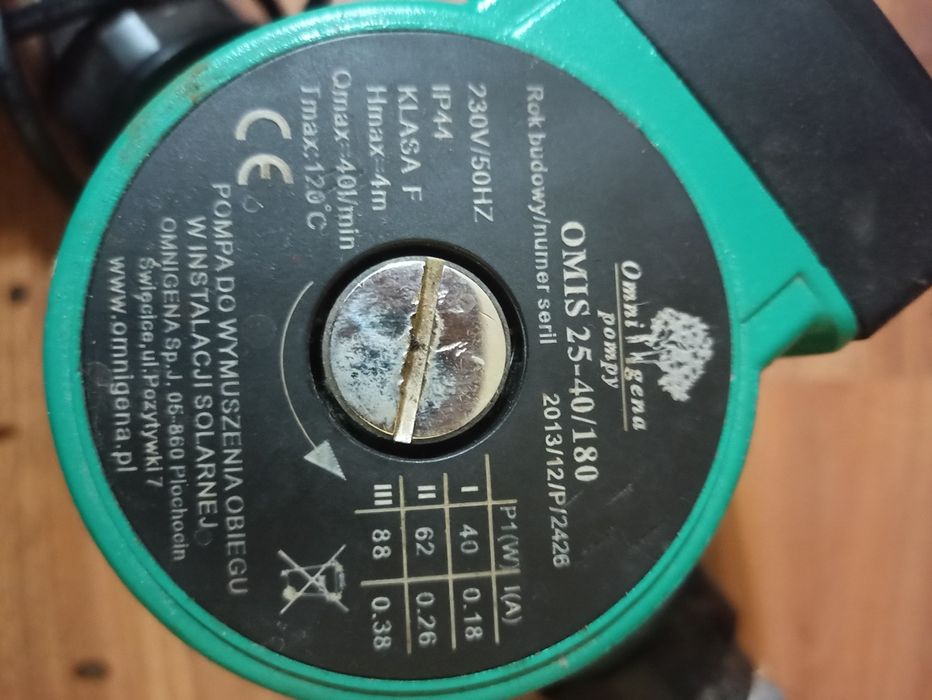 Omnigena
pompy
OMIS 25-40/180
Rok budowy/numer serii 2013/12/P/2426
230V/50HZ
IP44
KLASA F
Hmax=4m
Qmax=40l/min
Tmax:120°C
P1(W) I(A)
I 40 0.18
II 62 0.26
III 88 0.38
CE
POMPA DO WYMUSZENIA OBIEGU
W INSTALACJI SOLARNEJ
OMNIGENA Sp.J. 05-860 Plochocin
Święcice,ul.Pozytywki 7
www.omnigena.pl